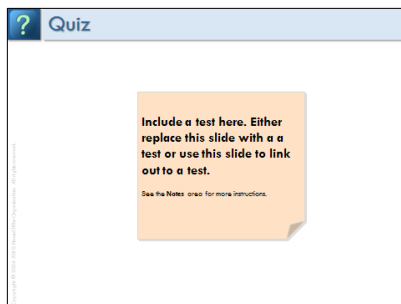 ?
Quiz
Include a test here. Either
replace this slide with a a
test or use this slide to link
out to a test.
See the Notes area for more instructions.